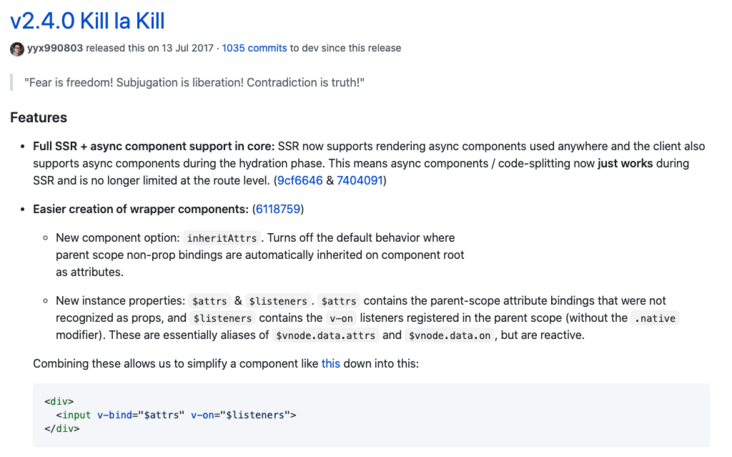 v2.4.0 Kill la Kill
yyx990803 released this on 13 Jul 2017 · 1035 commits to dev since this release
"Fear is freedom! Subjugation is liberation! Contradiction is truth!"
Features
• Full SSR + async component support in core: SSR now supports rendering async components used anywhere and the client also
supports async components during the hydration phase. This means async components / code-splitting now just works during
SSR and is no longer limited at the route level. (9cf6646 & 7404091)
• Easier creation of wrapper components: (6118759)
◦ New component option: inheritAttrs . Turns off the default behavior where
parent scope non-prop bindings are automatically inherited on component root
as attributes.
◦ New instance properties: $attrs & $listeners . $attrs contains the parent-scope attribute bindings that were not
recognized as props, and $listeners contains the v-on listeners registered in the parent scope (without the .native
modifier). These are essentially aliases of $vnode.data.attrs and $vnode.data.on , but are reactive.
Combining these allows us to simplify a component like this down into this:
<div>
  <input v-bind="$attrs" v-on="$listeners">
</div>